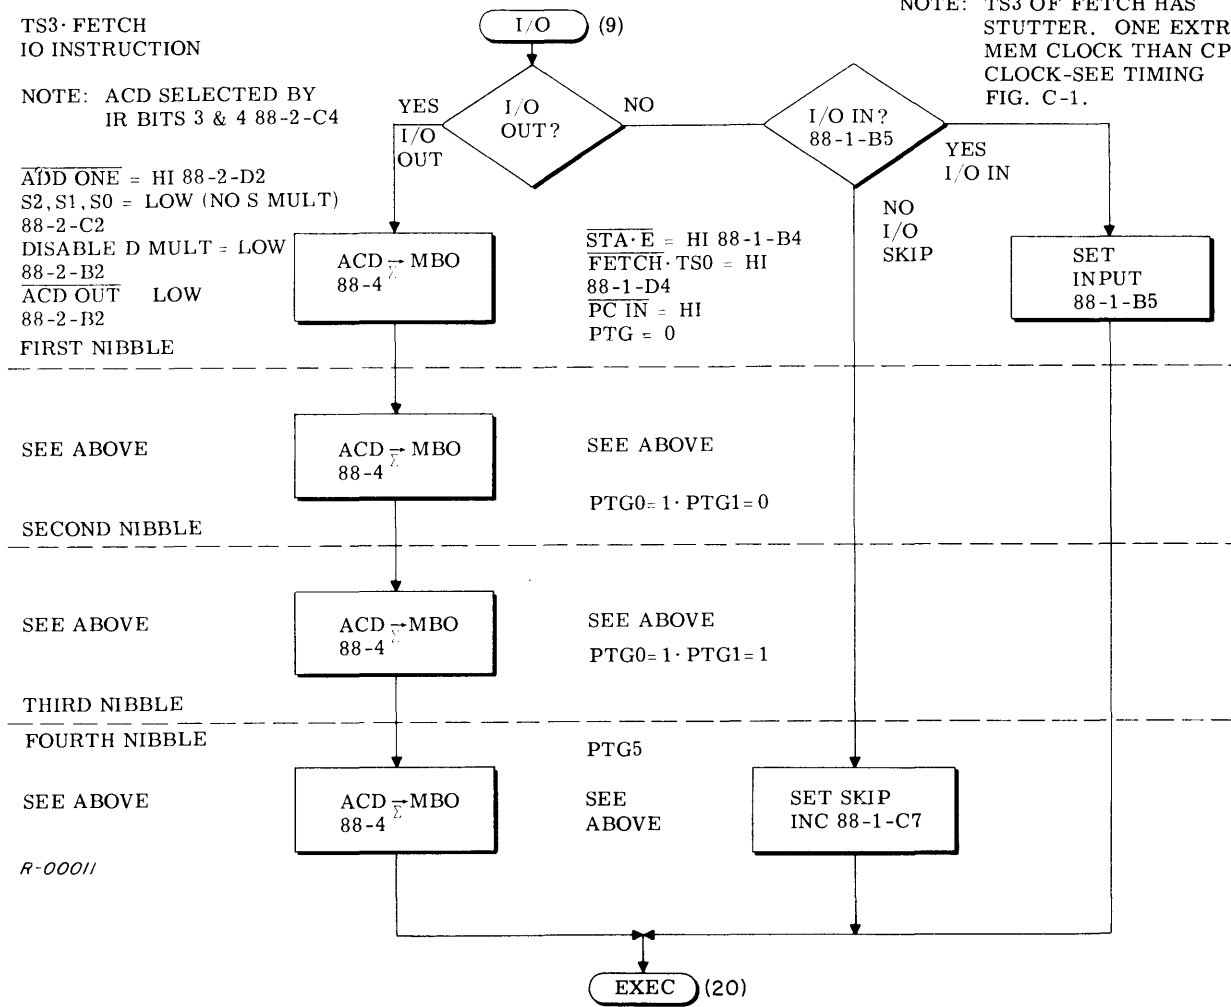 TS3·FETCH
IO INSTRUCTION
NOTE: ACD SELECTED BY
IR BITS 3 & 4 88-2-C4
I/O (9)
NOTE: TS3 OF FETCH HAS
STUTTER. ONE EXTR
MEM CLOCK THAN CP
CLOCK-SEE TIMING
FIG. C-1.
YES
I/O
OUT
I/O
OUT?
NO
I/O IN?
88-1-B5
YES
I/O IN
NO
I/O
SKIP
ADD ONE = HI 88-2-D2
S2, S1, S0 = LOW (NO S MULT)
88-2-C2
DISABLE D MULT = LOW
88-2-B2
ACD OUT LOW
88-2-B2
FIRST NIBBLE
ACD → MBO
88-4 Σ
STA·E = HI 88-1-B4
FETCH·TS0 = HI
88-1-D4
PC IN = HI
PTG = 0
SET
INPUT
88-1-B5
SEE ABOVE
ACD → MBO
88-4 Σ
SEE ABOVE
PTG0=1·PTG1=0
SECOND NIBBLE
SEE ABOVE
ACD → MBO
88-4 Σ
SEE ABOVE
PTG0=1·PTG1=1
THIRD NIBBLE
FOURTH NIBBLE
PTG5
SEE ABOVE
ACD → MBO
88-4 Σ
SEE
ABOVE
SET SKIP
INC 88-1-C7
R-00011
EXEC (20)